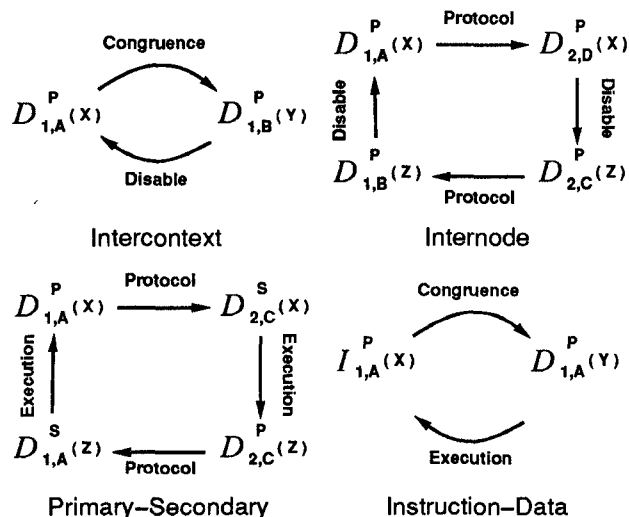 Congruence
D^P_{1,A}(X)
D^P_{1,B}(Y)
Disable
Intercontext
Protocol
D^P_{1,A}(X)
D^P_{2,D}(X)
Disable
Disable
D^P_{1,B}(Z)
D^P_{2,C}(Z)
Protocol
Internode
Protocol
D^P_{1,A}(X)
D^S_{2,C}(X)
Execution
Execution
D^S_{1,A}(Z)
D^P_{2,C}(Z)
Protocol
Primary–Secondary
Congruence
I^P_{1,A}(X)
D^P_{1,A}(Y)
Execution
Instruction–Data